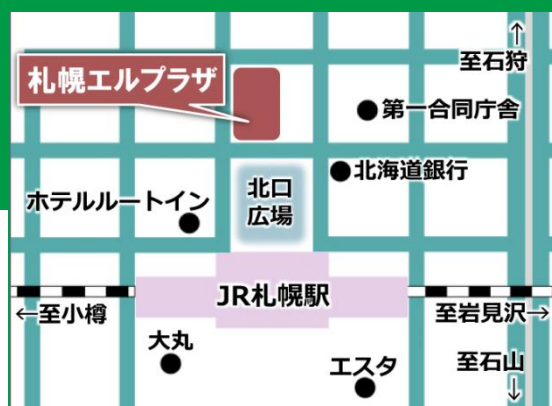 ↑
至石狩
札幌エルプラザ
●第一合同庁舎
●北海道銀行
北口
広場
ホテルルートイン
●
JR札幌駅
←至小樽
至岩見沢→
大丸
●
エスタ
●
至石山
↓